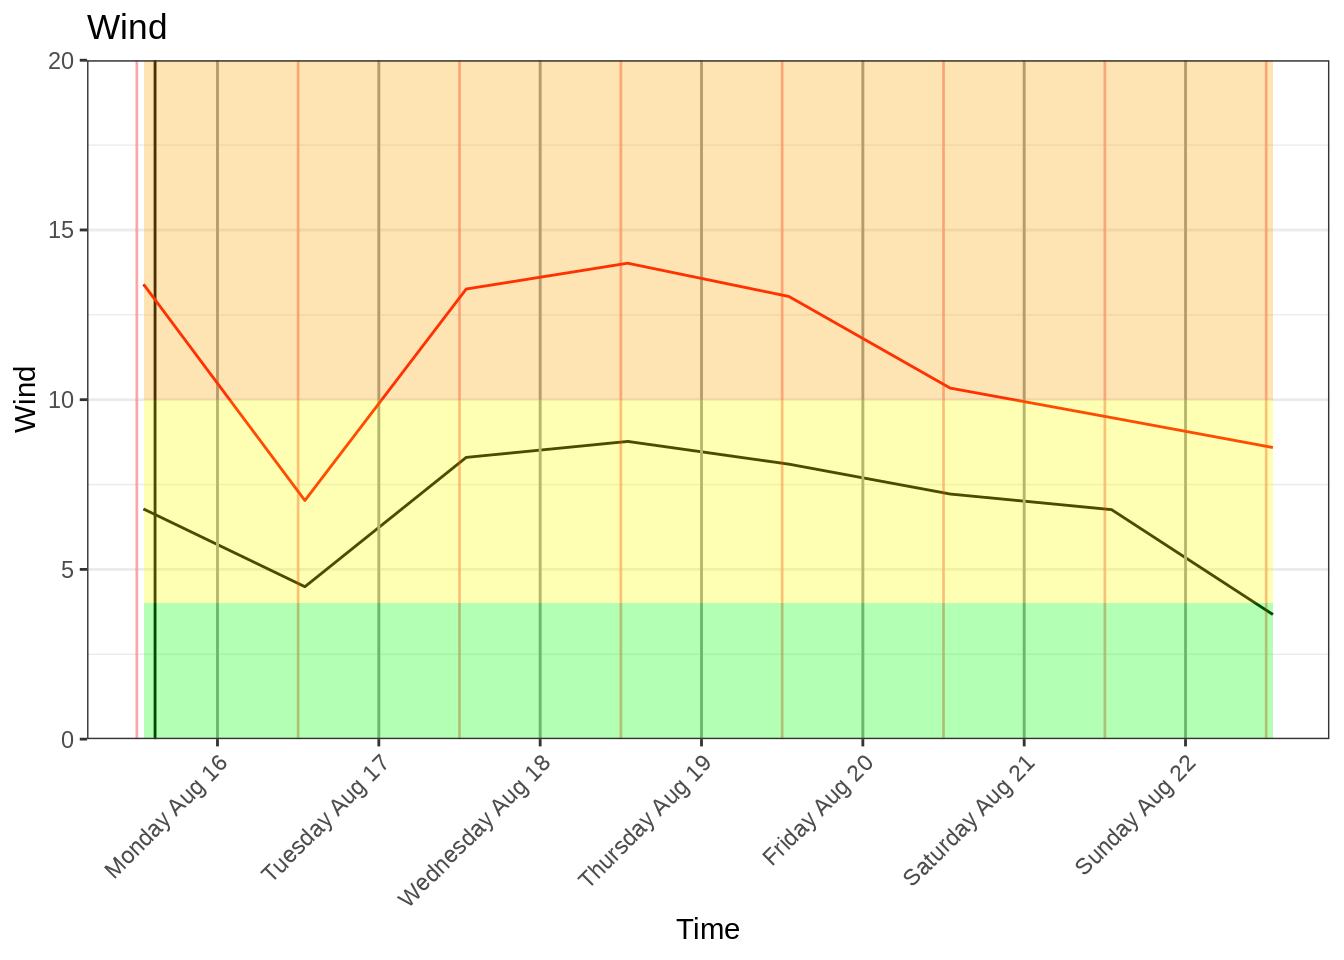 Wind
20
15
10
5
0
Wind
Monday Aug 16
Tuesday Aug 17
Wednesday Aug 18
Thursday Aug 19
Friday Aug 20
Saturday Aug 21
Sunday Aug 22
Time